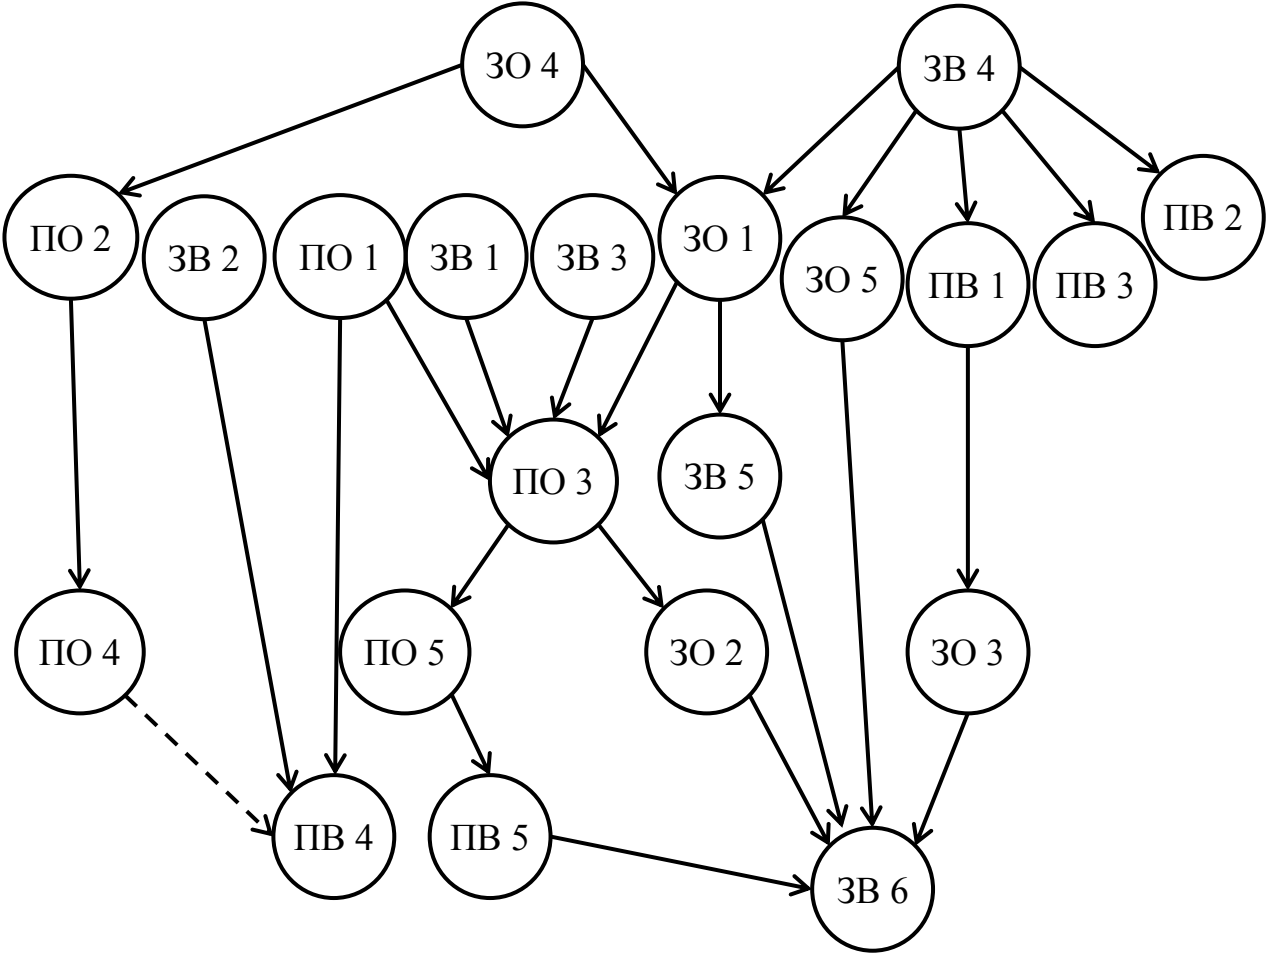 ЗО 4
ЗВ 4
ПО 2
ЗВ 2
ПО 1
ЗВ 1
ЗВ 3
ЗО 1
ЗО 5
ПВ 1
ПВ 3
ПВ 2
ПО 3
ЗВ 5
ПО 4
ПО 5
ЗО 2
ЗО 3
ПВ 4
ПВ 5
ЗВ 6